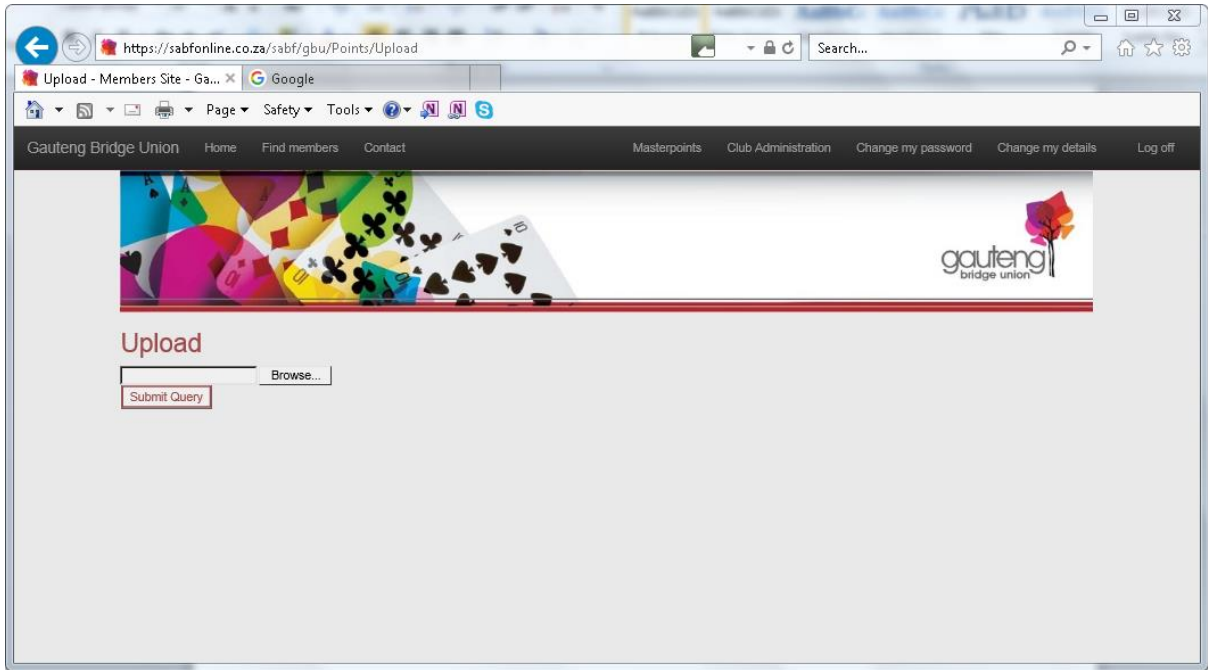 https://sabfonline.co.za/sabf/gbu/Points/Upload
Search...
Upload - Members Site - Ga...
Google
Page
Safety
Tools
Gauteng Bridge Union Home Find members Contact Masterpoints Club Administration Change my password Change my details Log off
gauteng
bridge union
Upload
Browse...
Submit Query